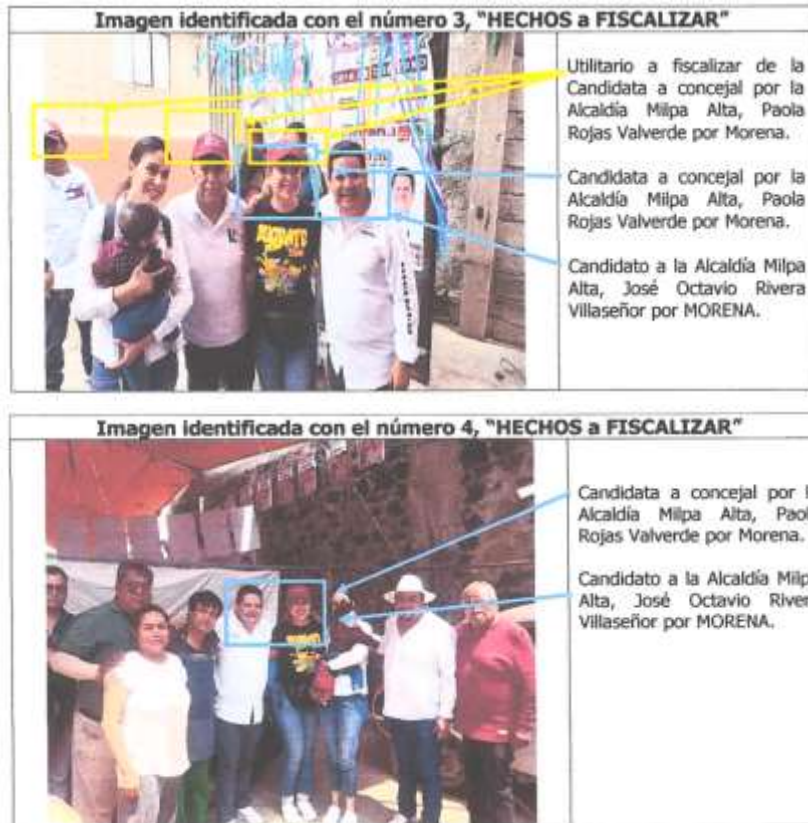 Imagen identificada con el número 3, "HECHOS a FISCALIZAR"
Utilitario a fiscalizar de la
Candidata a concejal por la
Alcaldía Milpa Alta, Paola
Rojas Valverde por Morena.
Candidata a concejal por la
Alcaldía Milpa Alta, Paola
Rojas Valverde por Morena.
Candidato a la Alcaldía Milpa
Alta, José Octavio Rivera
Villaseñor por MORENA.
Imagen identificada con el número 4, "HECHOS a FISCALIZAR"
Candidata a concejal por l
Alcaldía Milpa Alta, Paol
Rojas Valverde por Morena.
Candidato a la Alcaldía Milp
Alta, José Octavio River
Villaseñor por MORENA.